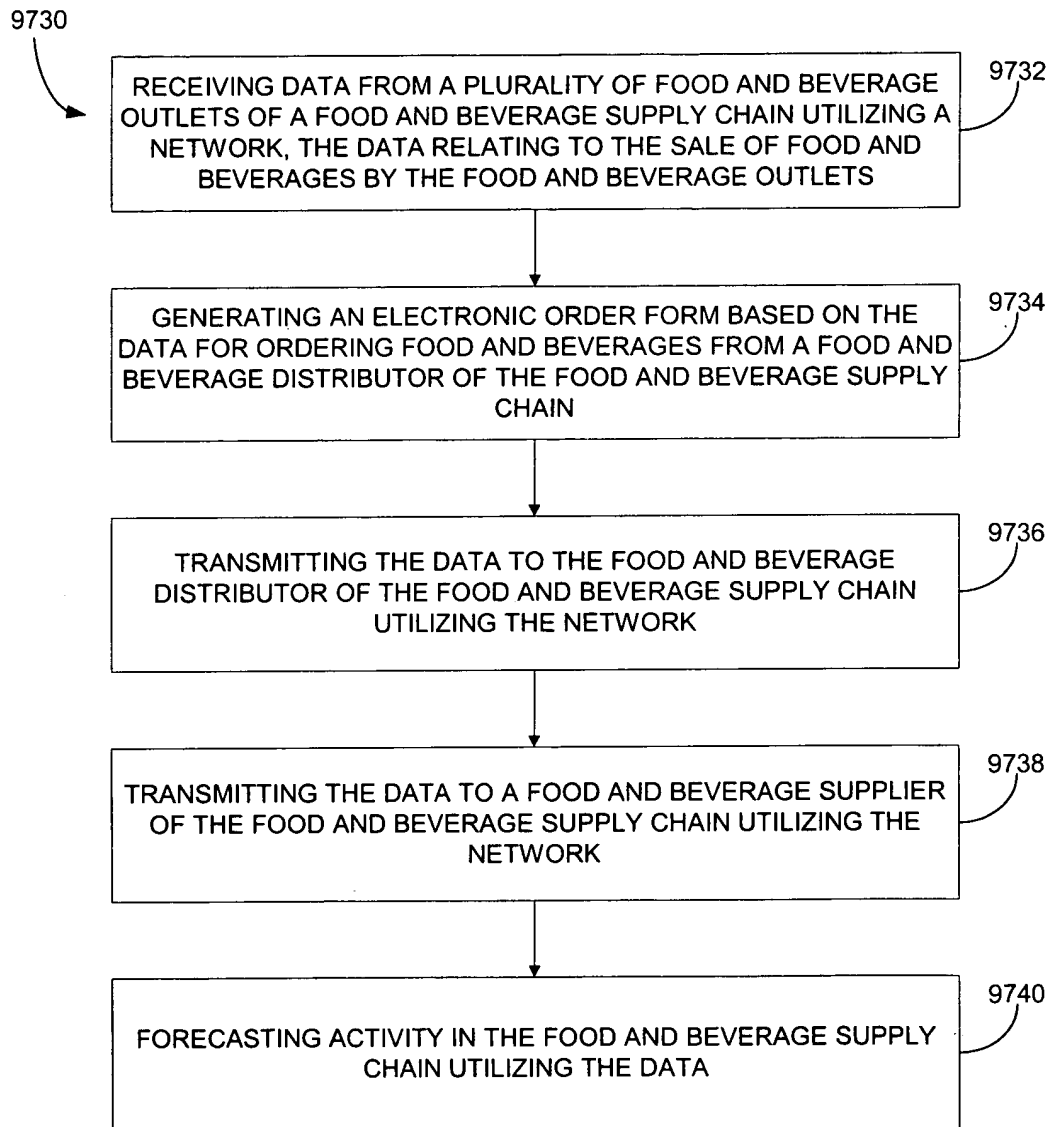 9730
9732
RECEIVING DATA FROM A PLURALITY OF FOOD AND BEVERAGE
OUTLETS OF A FOOD AND BEVERAGE SUPPLY CHAIN UTILIZING A
NETWORK, THE DATA RELATING TO THE SALE OF FOOD AND
BEVERAGES BY THE FOOD AND BEVERAGE OUTLETS
9734
GENERATING AN ELECTRONIC ORDER FORM BASED ON THE
DATA FOR ORDERING FOOD AND BEVERAGES FROM A FOOD AND
BEVERAGE DISTRIBUTOR OF THE FOOD AND BEVERAGE SUPPLY
CHAIN
9736
TRANSMITTING THE DATA TO THE FOOD AND BEVERAGE
DISTRIBUTOR OF THE FOOD AND BEVERAGE SUPPLY CHAIN
UTILIZING THE NETWORK
9738
TRANSMITTING THE DATA TO A FOOD AND BEVERAGE SUPPLIER
OF THE FOOD AND BEVERAGE SUPPLY CHAIN UTILIZING THE
NETWORK
9740
FORECASTING ACTIVITY IN THE FOOD AND BEVERAGE SUPPLY
CHAIN UTILIZING THE DATA